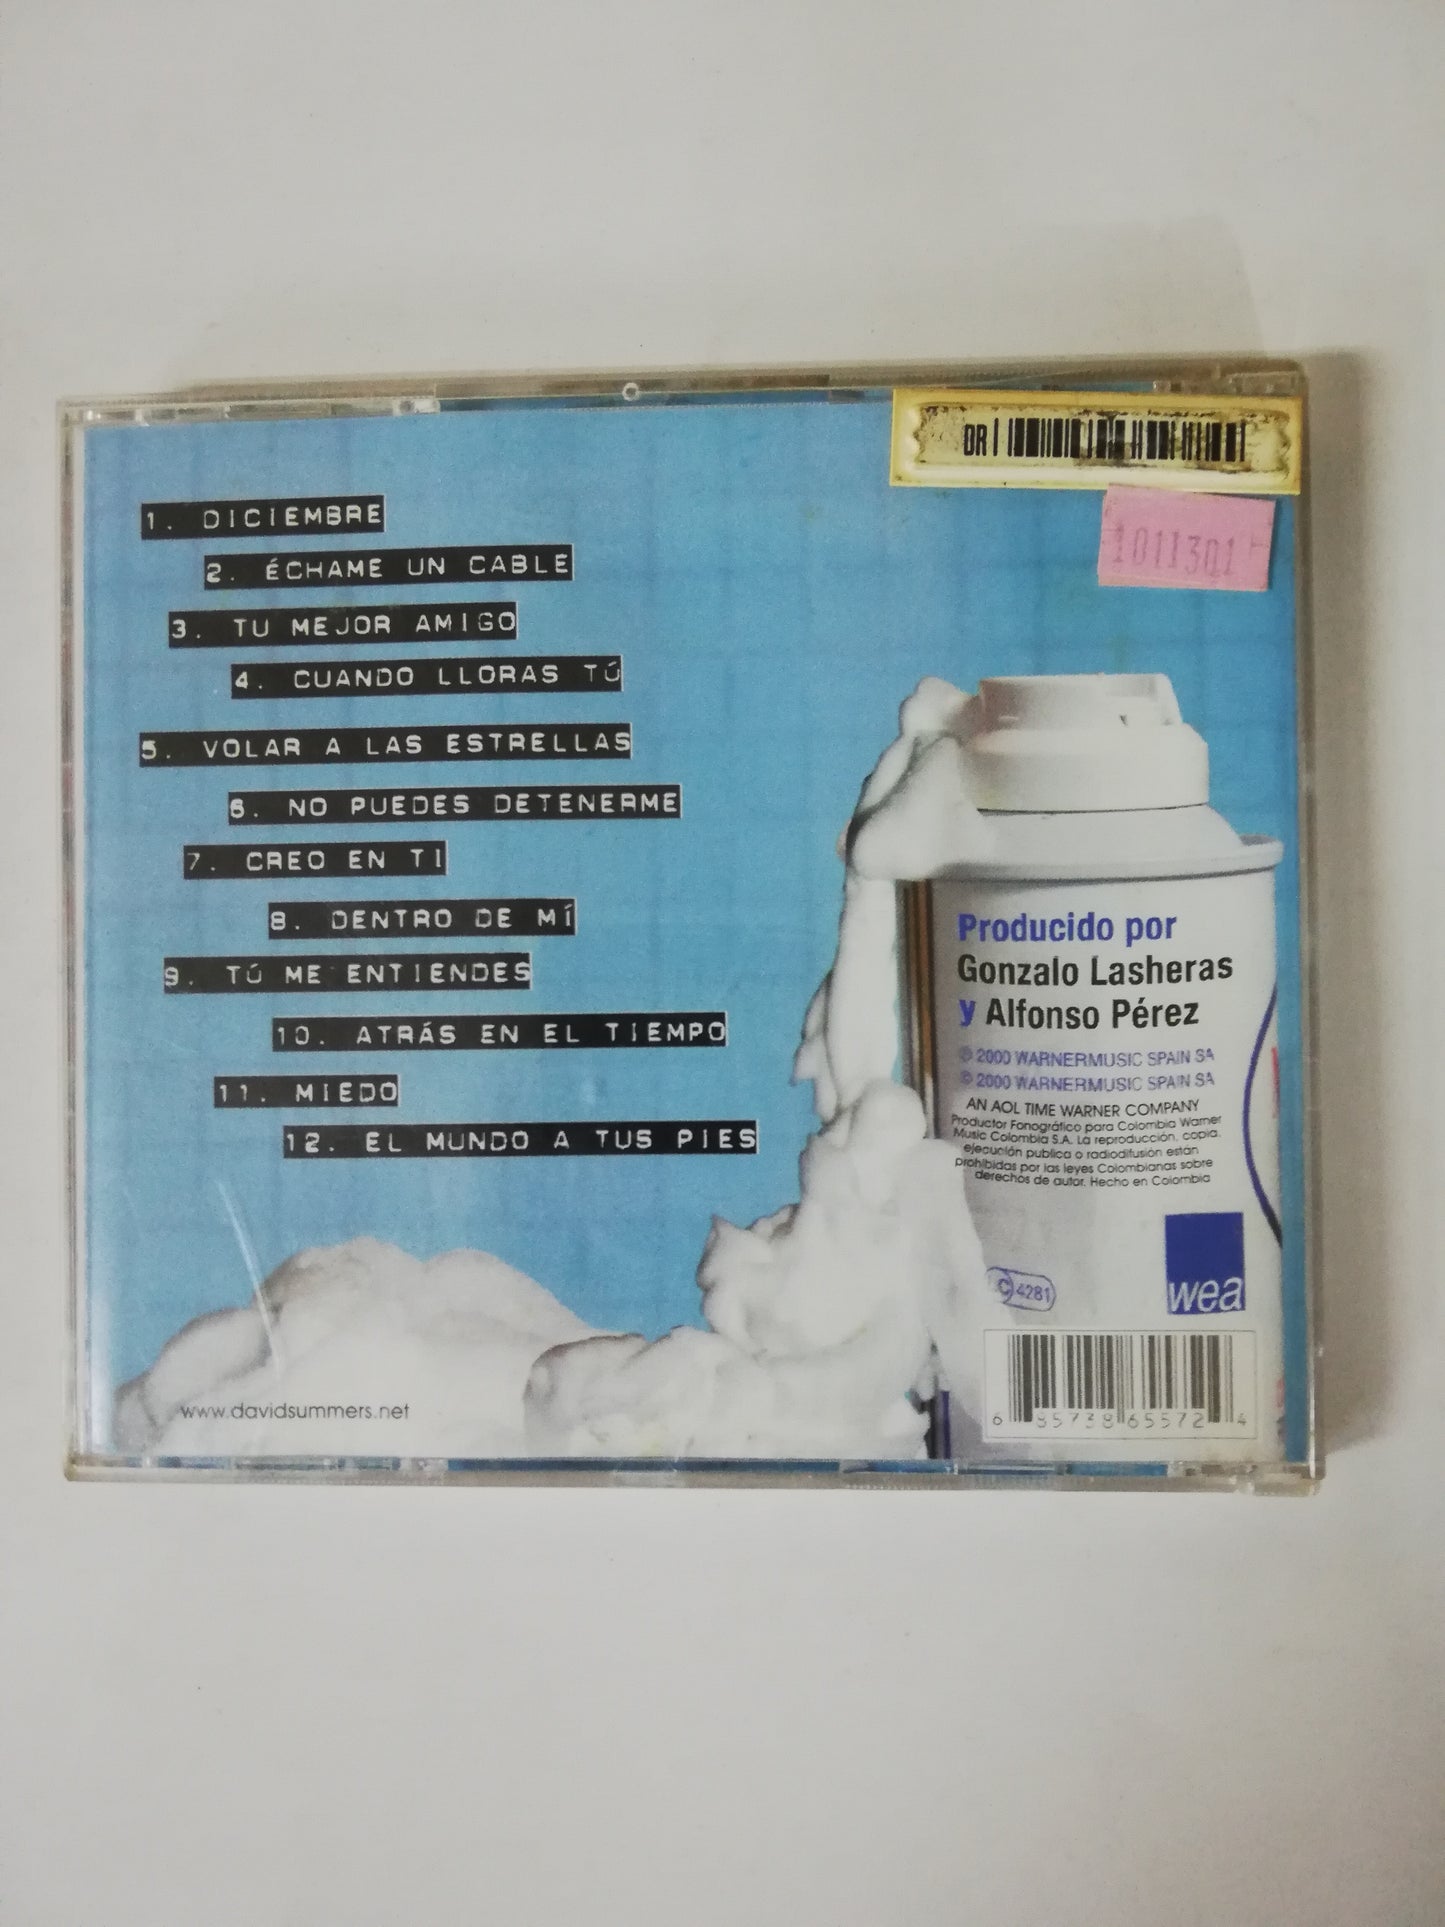 DR
1011301
1. DICIEMBRE
2. ÉCHAME UN CABLE
3. TU MEJOR AMIGO
4. CUANDO LLORAS TÚ
5. VOLAR A LAS ESTRELLAS
6. NO PUEDES DETENERME
7. CREO EN TI
8. DENTRO DE MÍ
9. TÚ ME ENTIENDES
10. ATRÁS EN EL TIEMPO
11. MIEDO
12. EL MUNDO A TUS PIES
Producido por
Gonzalo Lasheras
y Alfonso Pérez
℗ 2000 WARNERMUSIC SPAIN SA
© 2000 WARNERMUSIC SPAIN SA
AN AOL TIME WARNER COMPANY
Productor Fonográfico para Colombia Warner
Music Colombia S.A. La reproducción, copia,
ejecución publica o radiodifusión están
prohibidas por las leyes Colombianas sobre
derechos de autor. Hecho en Colombia
LC 4281
wea
6 85738 65572 4
www.davidsummers.net